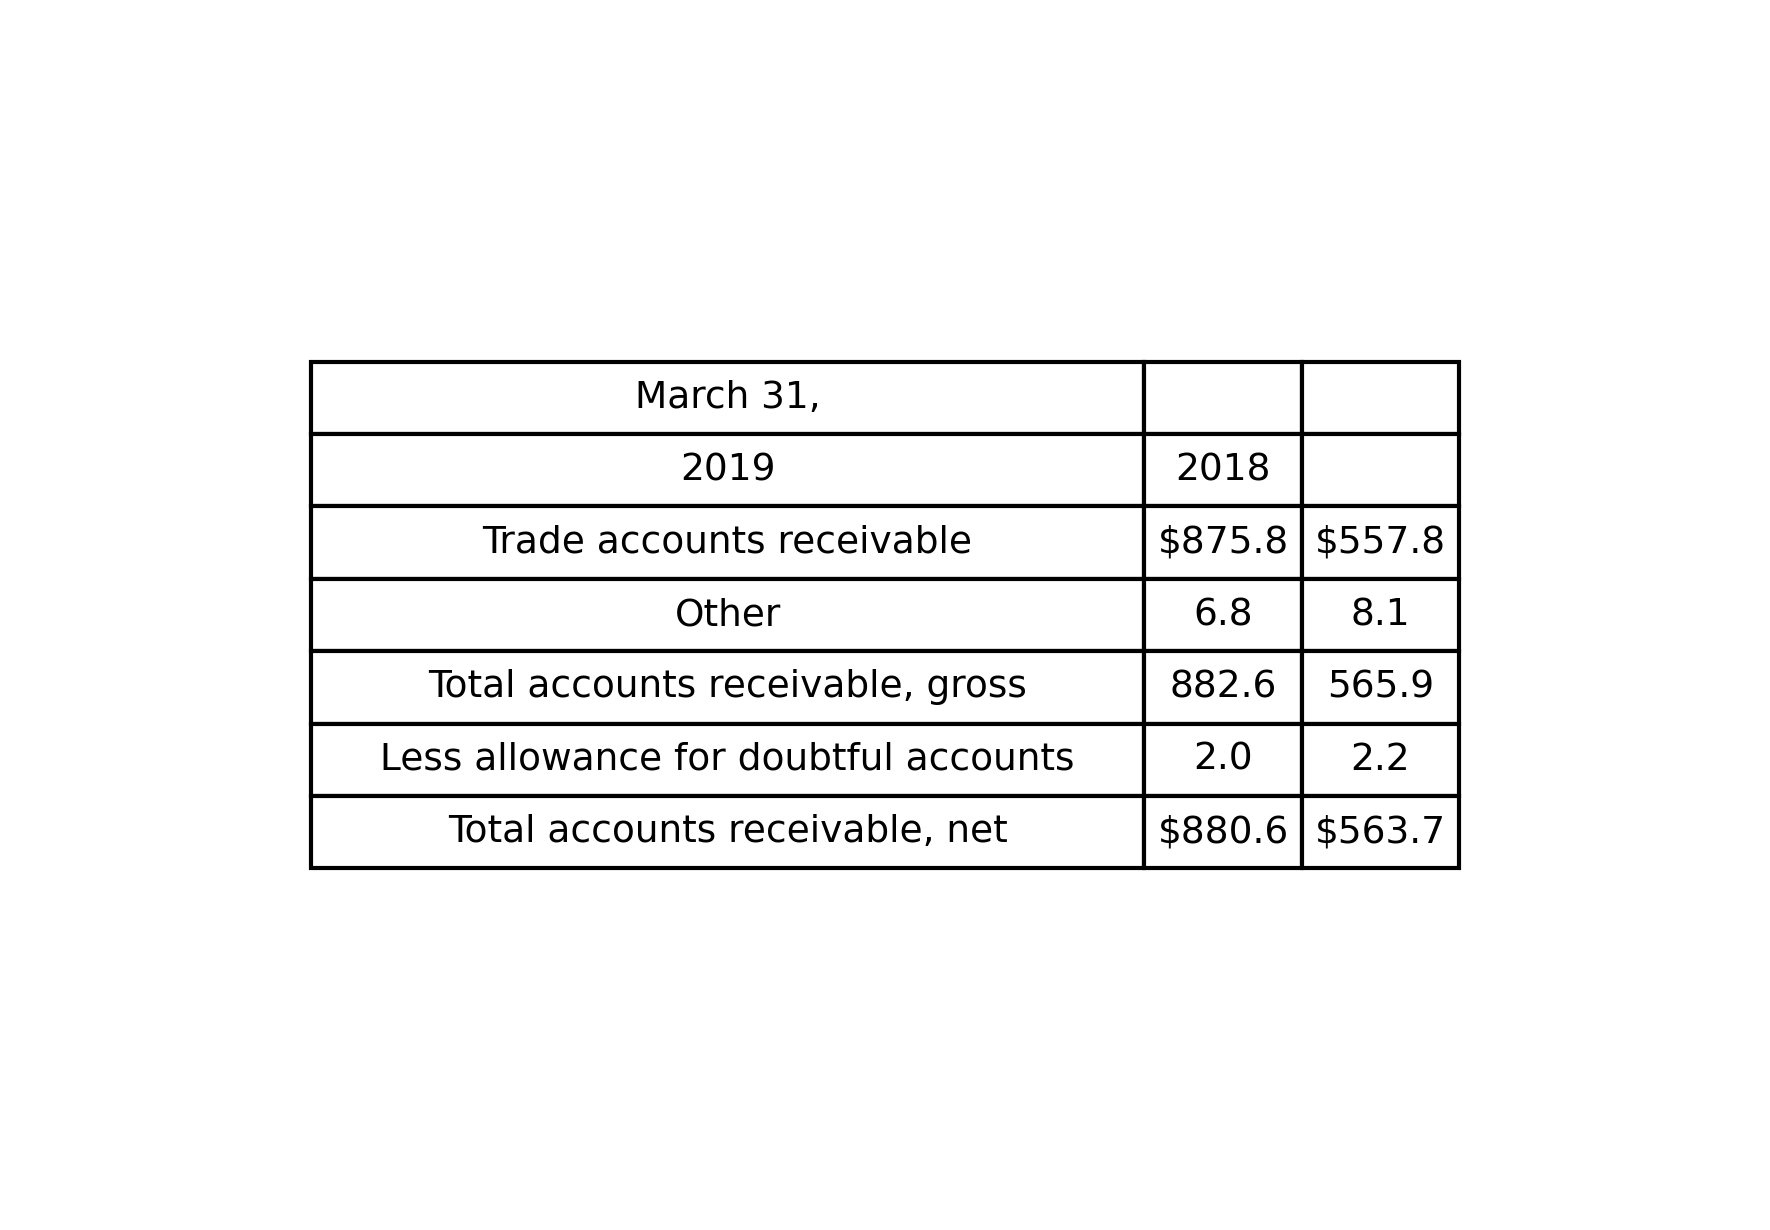 March 31,
2019 2018
Trade accounts receivable $875.8 $557.8
Other 6.8 8.1
Total accounts receivable, gross 882.6 565.9
Less allowance for doubtful accounts 2.0 2.2
Total accounts receivable, net $880.6 $563.7